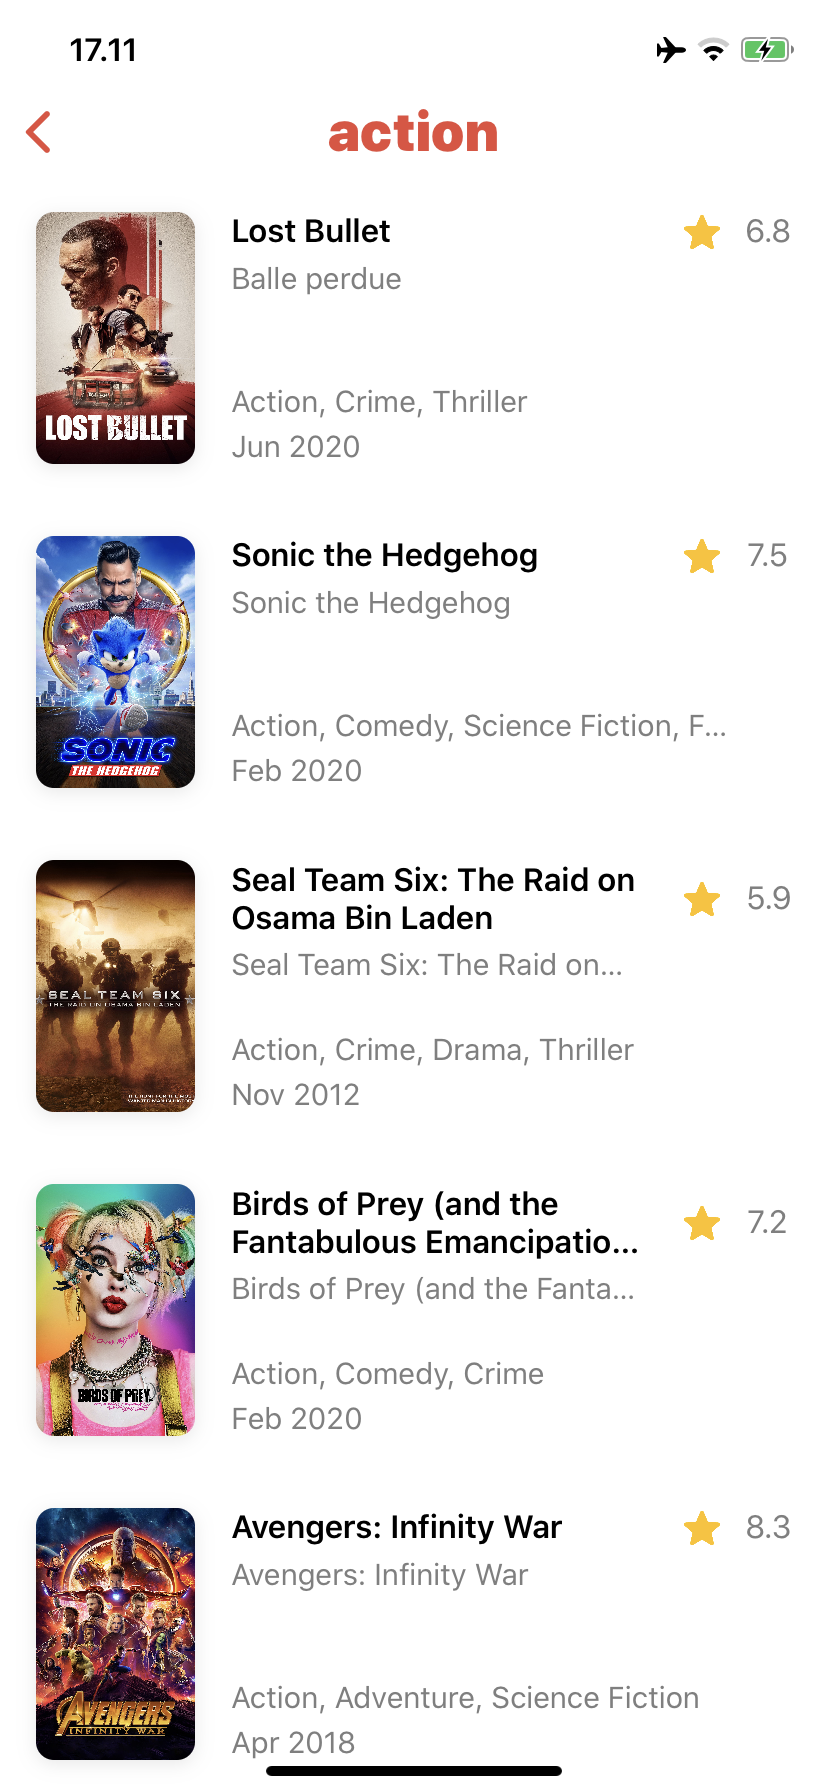 17.11
action
Lost Bullet
6.8
Balle perdue
Action, Crime, Thriller
Jun 2020
LOST BULLET
Sonic the Hedgehog
7.5
Sonic the Hedgehog
Action, Comedy, Science Fiction, F...
Feb 2020
SONIC
THE HEDGEHOG
Seal Team Six: The Raid on
Osama Bin Laden
5.9
Seal Team Six: The Raid on...
Action, Crime, Drama, Thriller
Nov 2012
SEAL TEAM SIX
THE RAID ON OSAMA BIN LADEN
Birds of Prey (and the
Fantabulous Emancipatio...
7.2
Birds of Prey (and the Fanta...
Action, Comedy, Crime
Feb 2020
BIRDS OF PREY
Avengers: Infinity War
8.3
Avengers: Infinity War
Action, Adventure, Science Fiction
Apr 2018
AVENGERS
INFINITY WAR